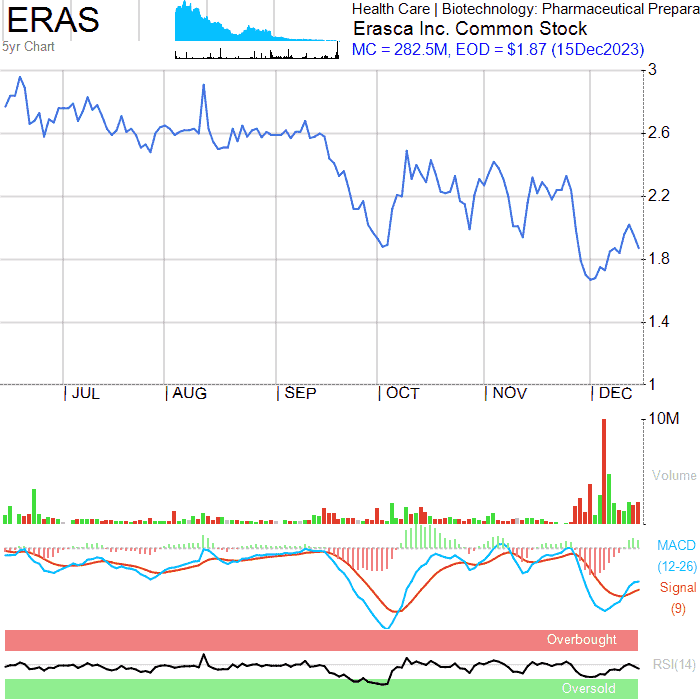 ERAS
5yr Chart
Health Care | Biotechnology: Pharmaceutical Prepara
Erasca Inc. Common Stock
MC = 282.5M, EOD = $1.87 (15Dec2023)
3
2.6
2.2
1.8
1.4
1
JUL
AUG
SEP
OCT
NOV
DEC
10M
Volume
MACD
(12-26)
Signal
(9)
Overbought
RSI(14)
Oversold